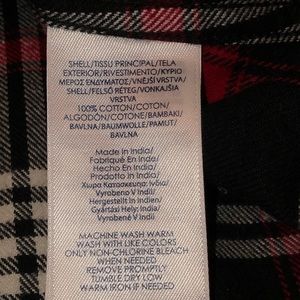 SHELL/TISSU PRINCIPAL/TELA
EXTERIOR/RIVESTIMENTO/ΚΥΡΙΟ
ΜΕΡΟΣ ΕΝΔΥΜΑΤΟΣ/VNĚJŠÍ VRSTVA/
SHELL/FELSŐ RÉTEG/VONKAJŠIA
VRSTVA
100% COTTON/COTON/
ALGODÓN/COTONE/ΒΑΜΒΑΚΙ/
BAVLNA/BAUMWOLLE/PAMUT/
BAVLNA
Made in India/
Fabriqué En Inde/
Hecho En India/
Prodotto In India/
Χώρα Κατασκευής: Ινδία/
Vyrobeno V Indii/
Hergestellt In Indien/
Gyártási Hely: India/
Vyrobené V Indii
MACHINE WASH WARM
WASH WITH LIKE COLORS
ONLY NON-CHLORINE BLEACH
WHEN NEEDED
REMOVE PROMPTLY
TUMBLE DRY LOW
WARM IRON IF NEEDED